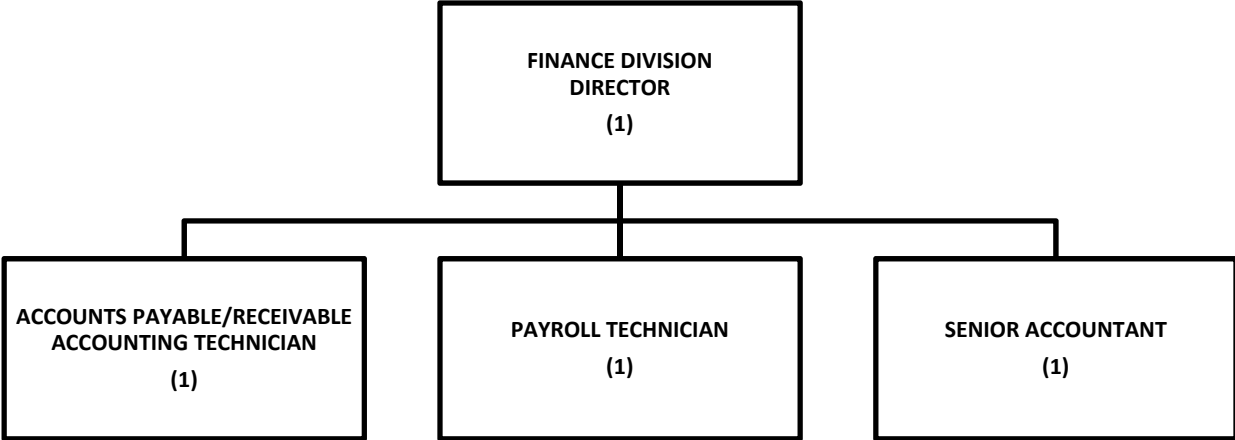 FINANCE DIVISION
DIRECTOR
(1)
ACCOUNTS PAYABLE/RECEIVABLE
ACCOUNTING TECHNICIAN
(1)
PAYROLL TECHNICIAN
(1)
SENIOR ACCOUNTANT
(1)